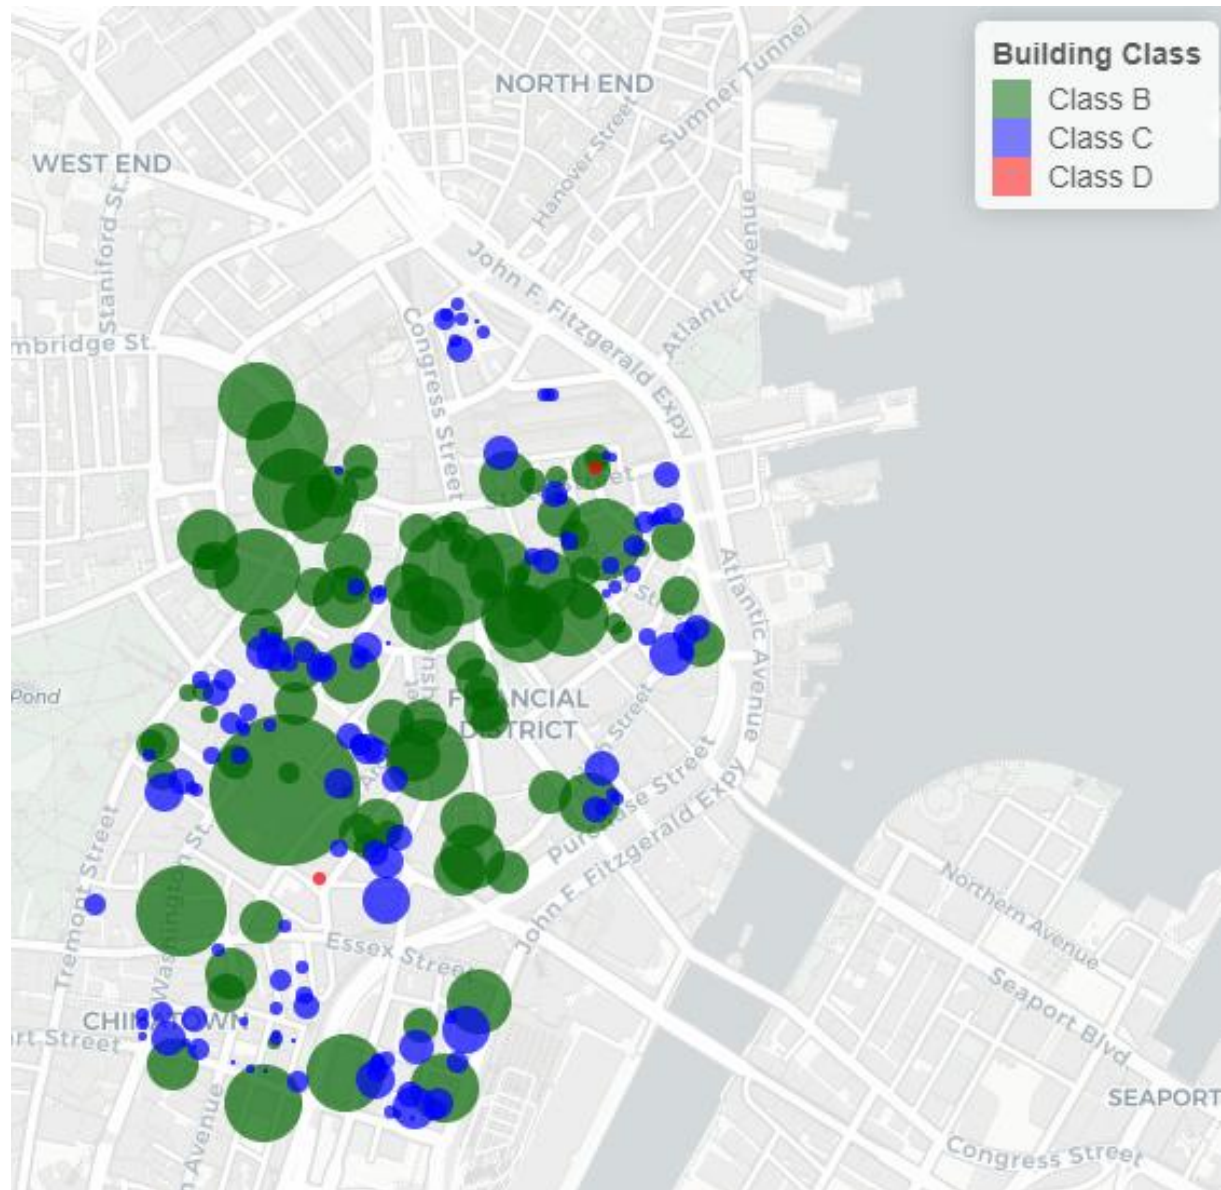 Building Class
Class B
Class C
Class D
NORTH END
Sumner Tunnel
Hanover Street
WEST END
Staniford St.
John F. Fitzgerald Expy
Atlantic Avenue
mbridge St.
Congress Street
Atlantic Avenue
Pond
FINANCIAL
DISTRICT
Street
Purchase Street
John F. Fitzgerald Expy
Tremont Street
Washington St.
Essex Street
Northern Avenue
Seaport Blvd
CHINATOWN
rt Street
n Avenue
SEAPORT
Congress Street